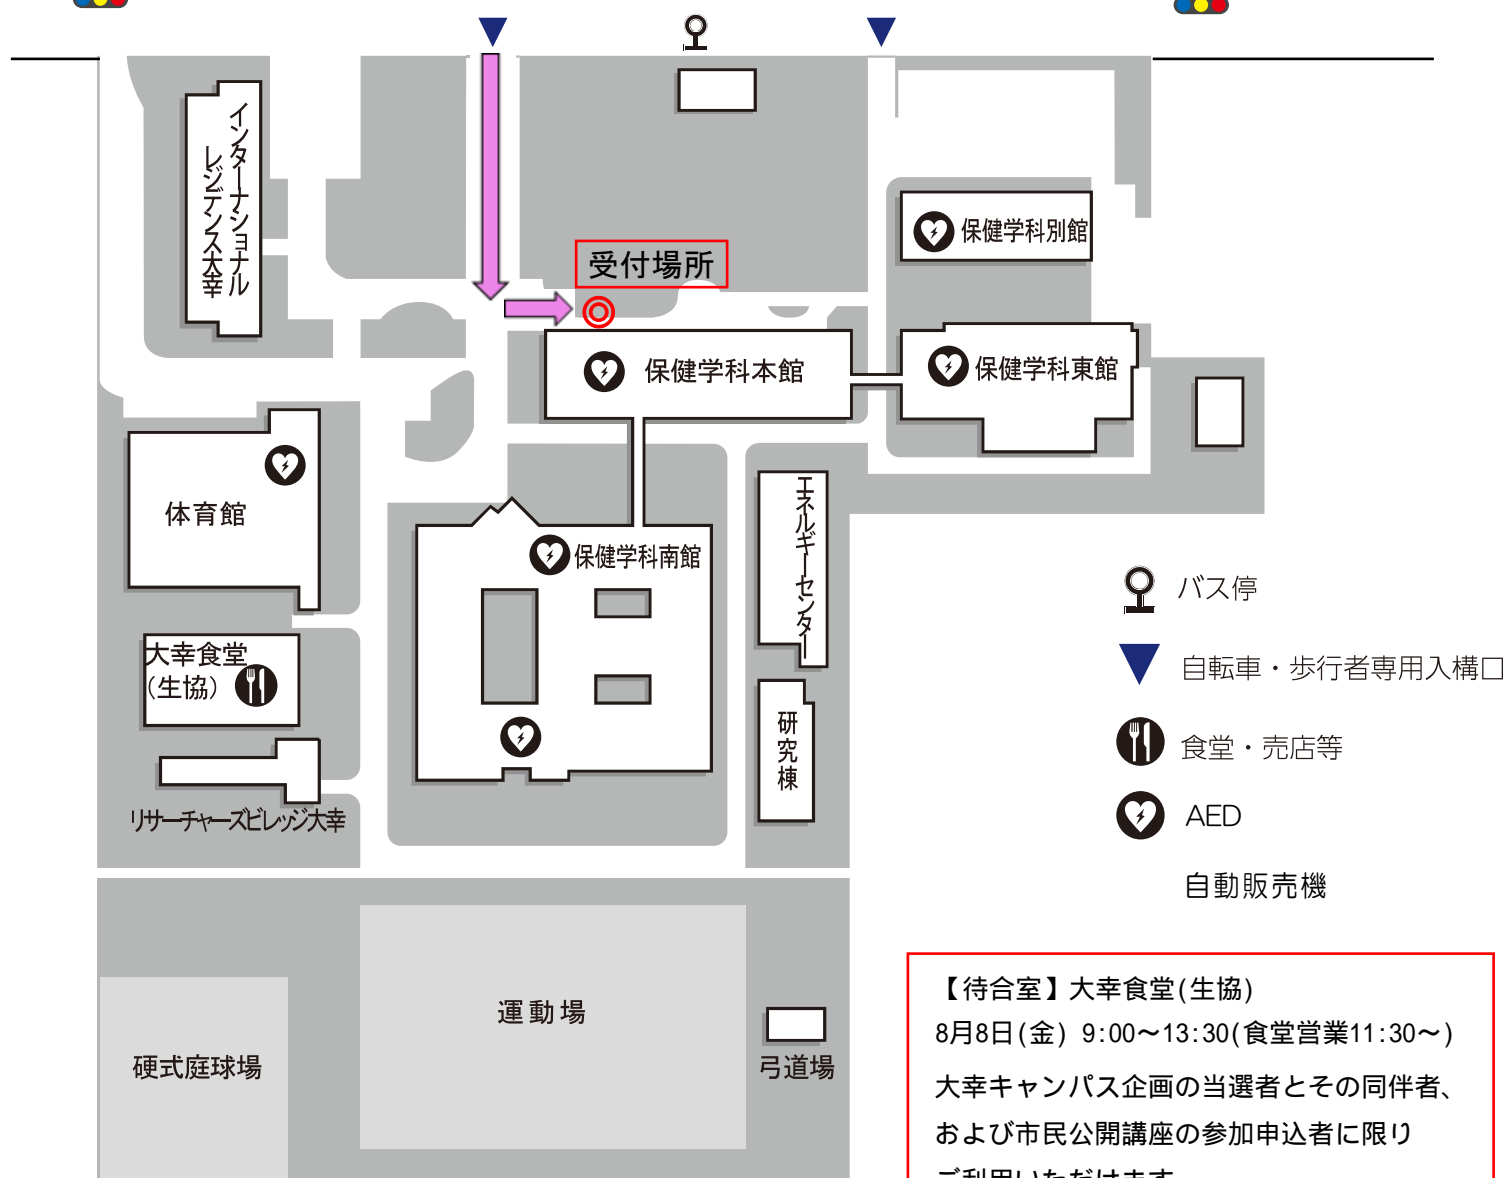 インターナショナル
レジデンス大幸
受付場所
保健学科別館
保健学科本館
保健学科東館
体育館
エネルギーセンター
保健学科南館
バス停
大幸食堂
(生協)
自転車・歩行者専用入構口
研究棟
食堂・売店等
リサーチャーズビレッジ大幸
AED
自動販売機
運動場
硬式庭球場
弓道場
【待合室】大幸食堂(生協)
8月8日(金) 9:00～13:30(食堂営業11:30～)
大幸キャンパス企画の当選者とその同伴者、
および市民公開講座の参加申込者に限り
ご利用いただけます